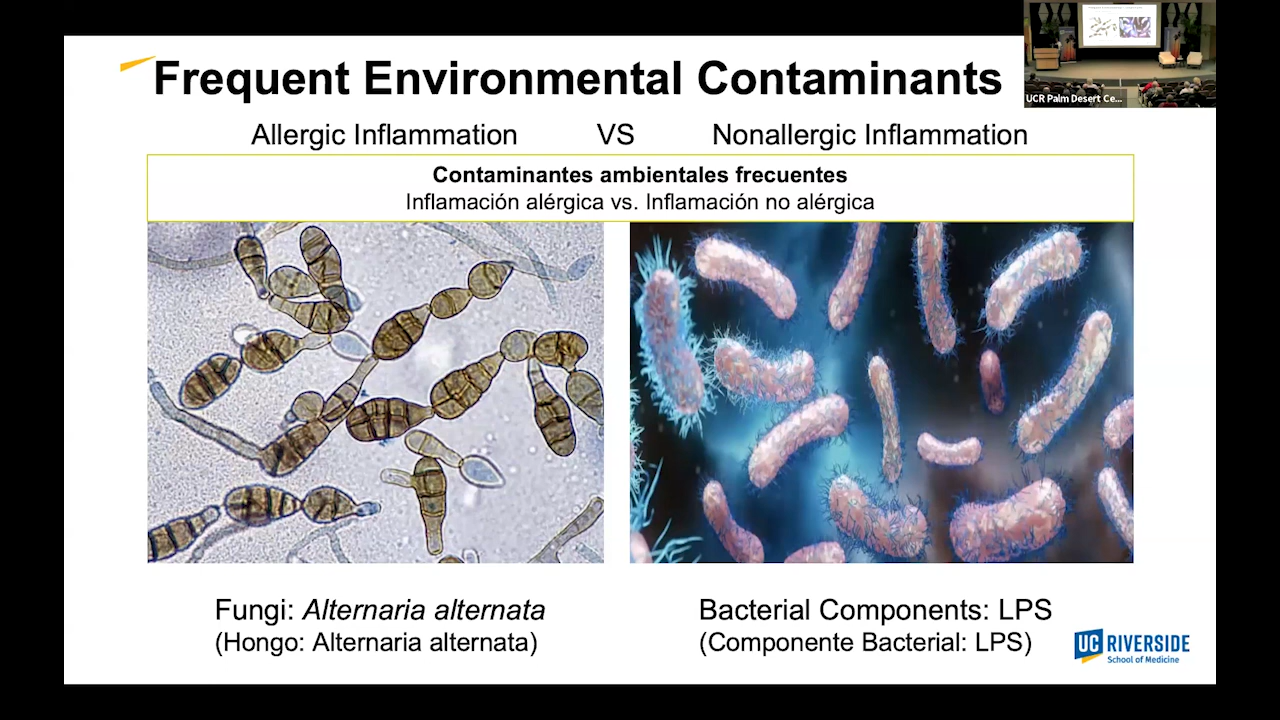 Frequent Environmental Contaminants
Allergic Inflammation VS Nonallergic Inflammation
Contaminantes ambientales frecuentes
Inflamación alérgica vs. Inflamación no alérgica
Fungi: Alternaria alternata
(Hongo: Alternaria alternata)
Bacterial Components: LPS
(Componente Bacterial: LPS)
UC RIVERSIDE
School of Medicine
UCR Palm Desert Ce...